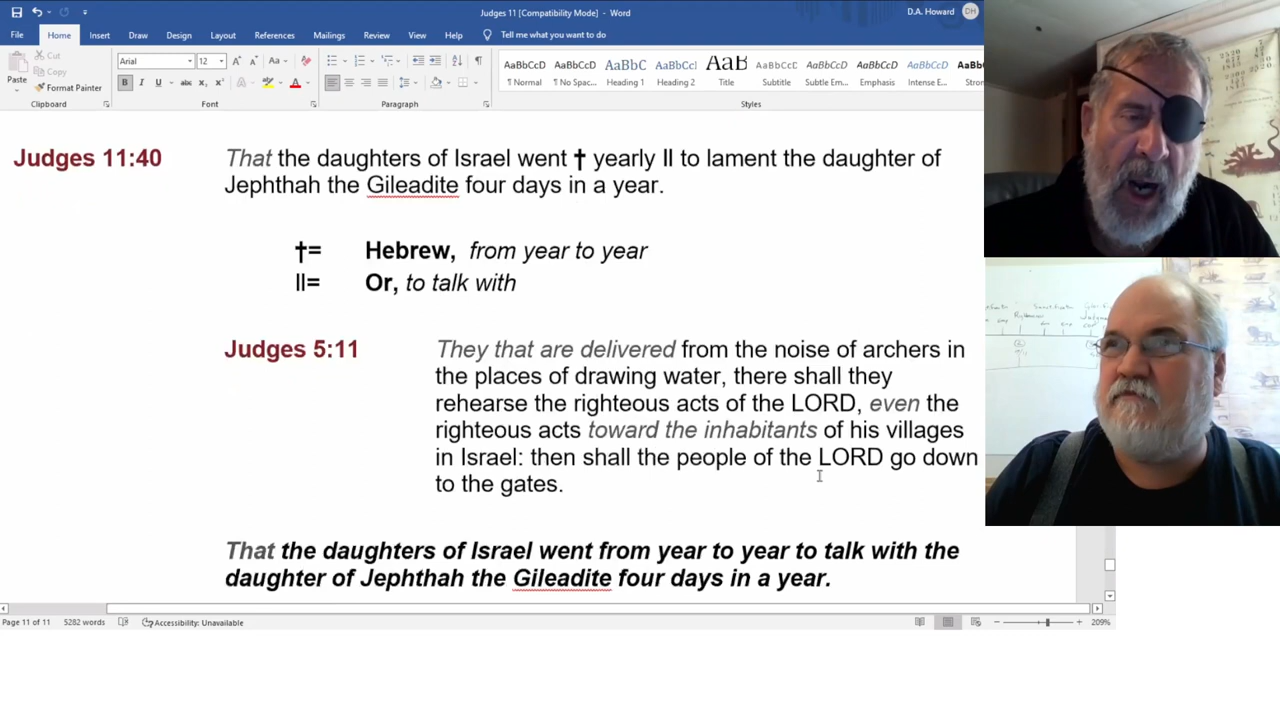 Judges 11 [Compatibility Mode] - Word
D.A. Howard
DH
File Home Insert Draw Design Layout References Mailings Review View Help Tell me what you want to do
Cut
Copy
Paste
Format Painter
Arial
12
AaBbCcD AaBbCcD AaBbC AaBbCcl AaB AaBbCcD AaBbCcD AaBbCcD AaBbCcD
¶ Normal ¶ No Spac... Heading 1 Heading 2 Title Subtitle Subtle Em... Emphasis Intense E...
Clipboard Font Paragraph Styles
Judges 11:40 That the daughters of Israel went † yearly ll to lament the daughter of
Jephthah the Gileadite four days in a year.
†= Hebrew, from year to year
ll= Or, to talk with
Judges 5:11 They that are delivered from the noise of archers in
the places of drawing water, there shall they
rehearse the righteous acts of the LORD, even the
righteous acts toward the inhabitants of his villages
in Israel: then shall the people of the LORD go down
to the gates.
That the daughters of Israel went from year to year to talk with the
daughter of Jephthah the Gileadite four days in a year.
Page 11 of 11 5282 words Accessibility: Unavailable 209%